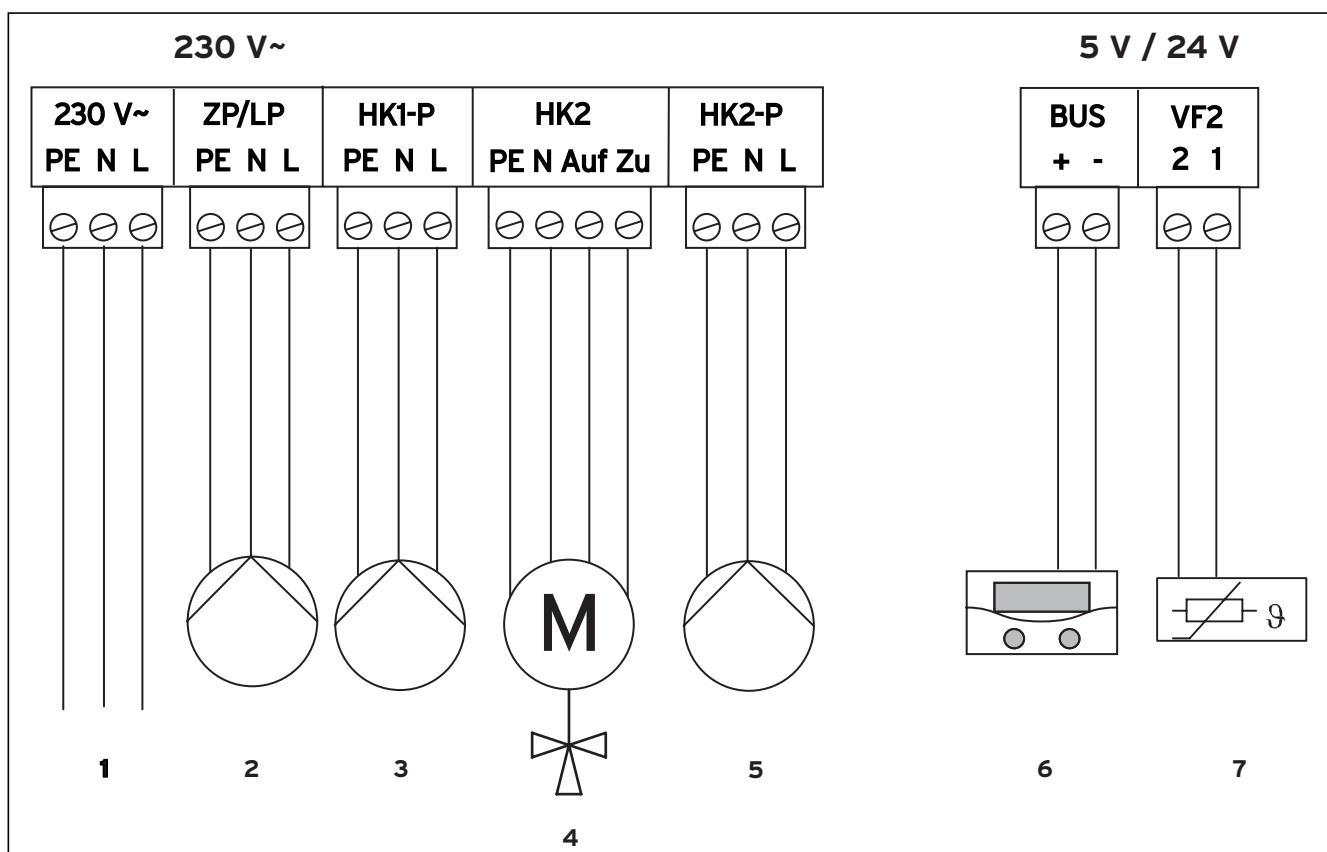 230 V~ 5 V / 24 V
230 V~ ZP/LP HK1-P HK2 HK2-P BUS VF2
PE N L PE N L PE N L PE N Auf Zu PE N L + - 2 1
M
ϑ
1 2 3 5 6 7
4